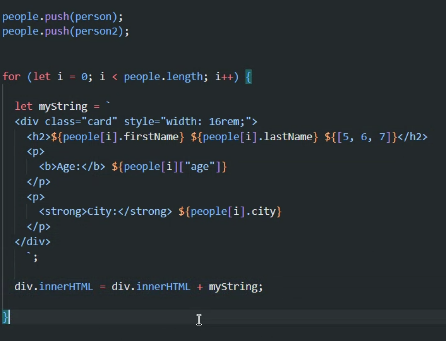 people.push(person);
people.push(person2);
for (let i = 0; i < people.length; i++) {
let myString = `
<div class="card" style="width: 16rem;">
<h2>${people[i].firstName} ${people[i].lastName} ${[5, 6, 7]}</h2>
<p>
<b>Age:</b> ${people[i]["age"]}
</p>
<p>
<strong>City:</strong> ${people[i].city}
</p>
</div>
`;
div.innerHTML = div.innerHTML + myString;
}